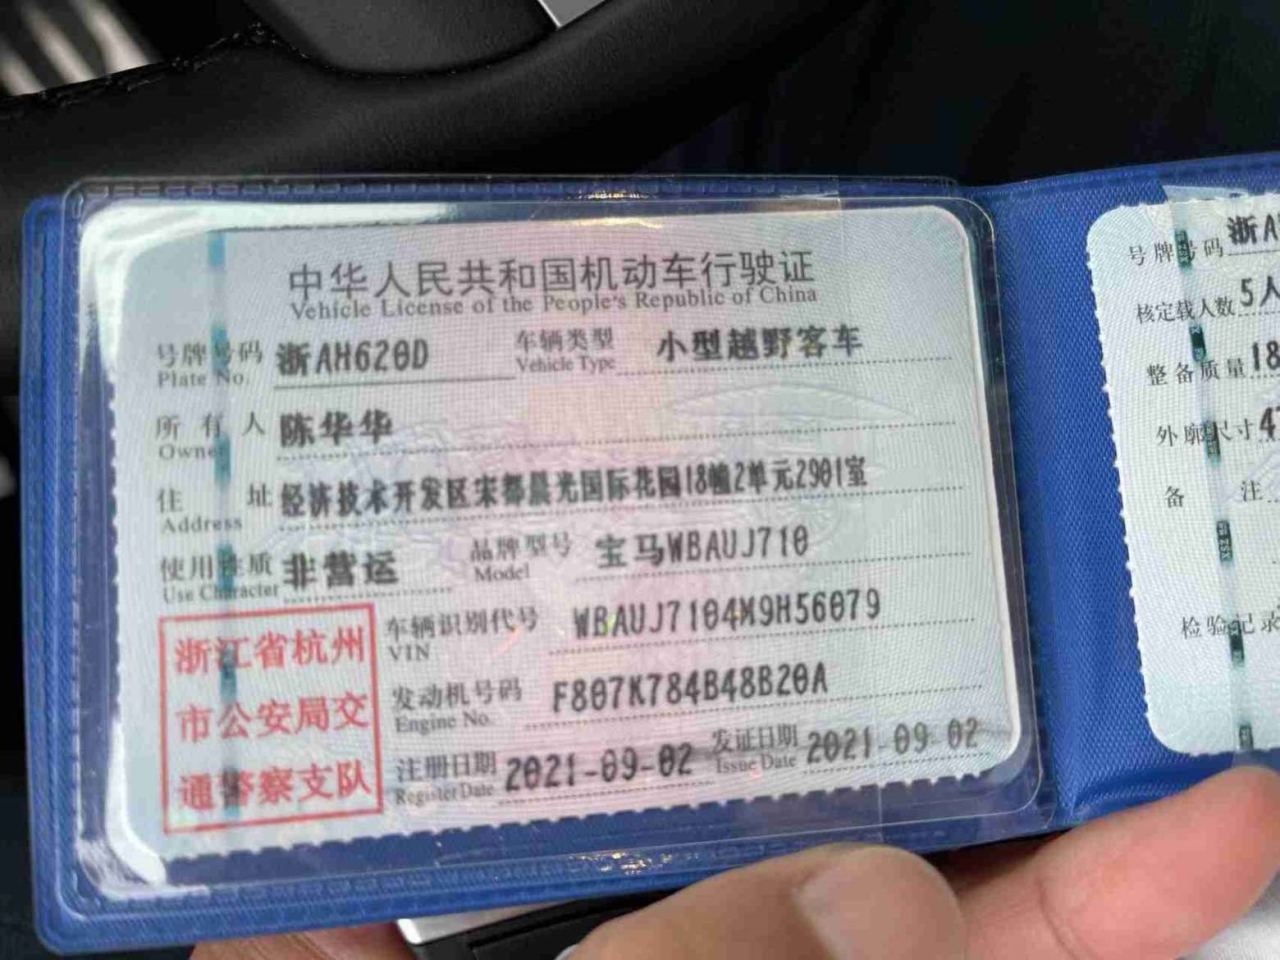 中华人民共和国机动车行驶证
Vehicle License of the People's Republic of China
号牌号码 浙AH620D 车辆类型 小型越野客车
Plate No. Vehicle Type
所有人 陈华华
Owner
住址 经济技术开发区宋都晨光国际花园18幢2单元2901室
Address
使用性质 非营运 品牌型号 宝马WBAUJ710
Use Character Model
车辆识别代号 WBAUJ7104M9H56079
VIN
发动机号码 F807K784B48B20A
Engine No.
注册日期 2021-09-02 发证日期 2021-09-02
Register Date Issue Date
浙江省杭州
市公安局交
通警察支队
号牌号码 浙A
核定载人数 5人
整备质量 18
外廓尺寸 4
备注
检验记录